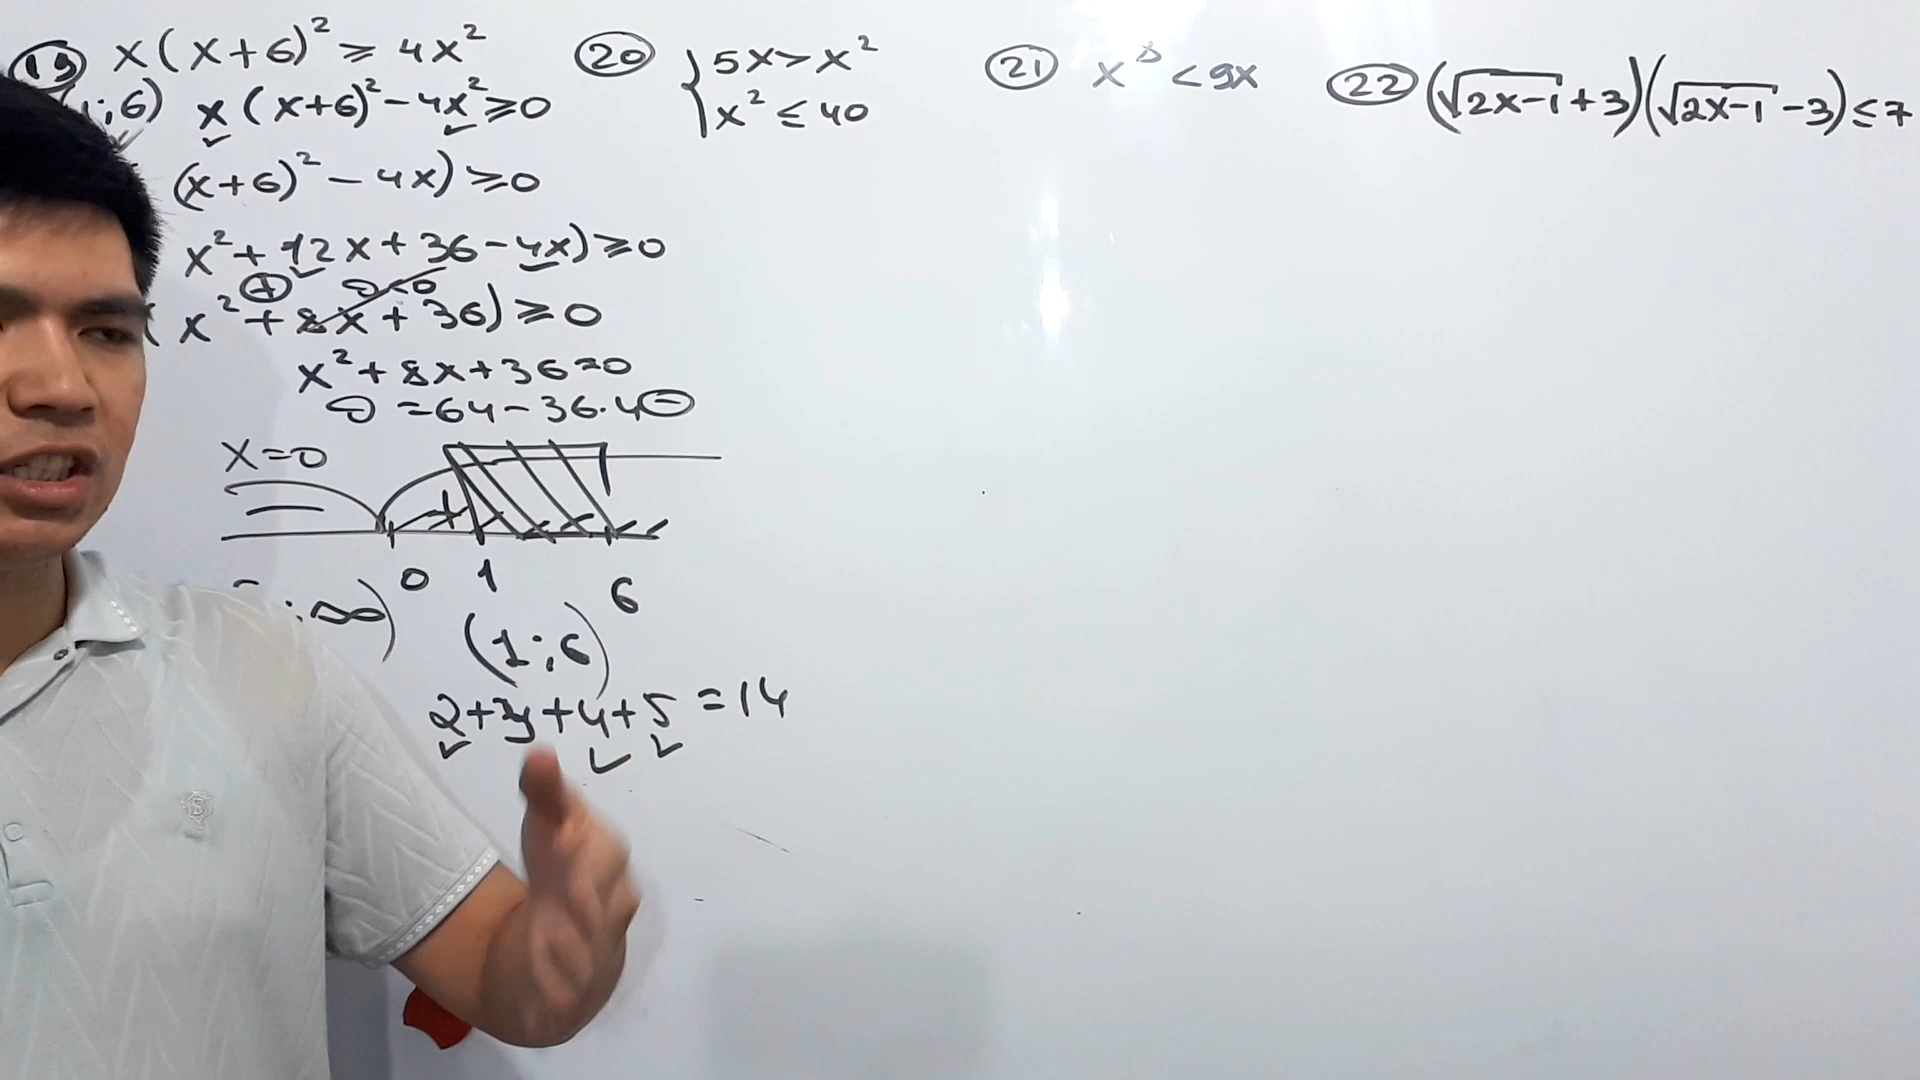 19 x(x+6)² ≥ 4x²
;6) x(x+6)² - 4x² ≥ 0
(x+6)² - 4x) ≥ 0
x² + 12x + 36 - 4x) ≥ 0
+ D<0
( x² + 8x + 36) ≥ 0
x² + 8x + 36 = 0
D = 64 - 36·4 -
x=0
- +
0 1 6
;∞)
(1;6)
2+3+4+5 = 14
20 { 5x > x²
x² ≤ 40
21 x³ < 9x
22 (√2x-1 + 3)(√2x-1 - 3) ≤ 7